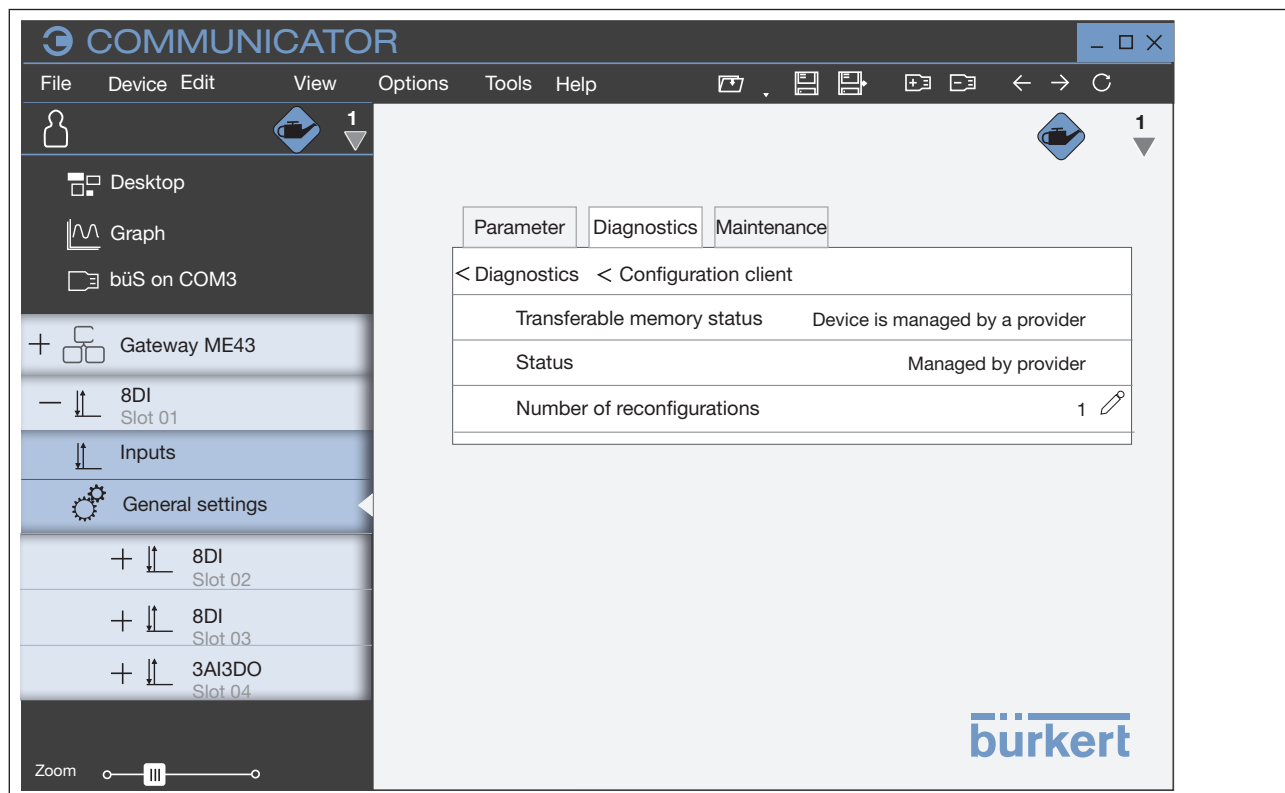 COMMUNICATOR
File Device Edit View Options Tools Help
1
1
Desktop
Graph
büS on COM3
Gateway ME43
8DI
Slot 01
Inputs
General settings
8DI
Slot 02
8DI
Slot 03
3AI3DO
Slot 04
Zoom
Parameter Diagnostics Maintenance
< Diagnostics < Configuration client
Transferable memory status Device is managed by a provider
Status Managed by provider
Number of reconfigurations 1
bürkert